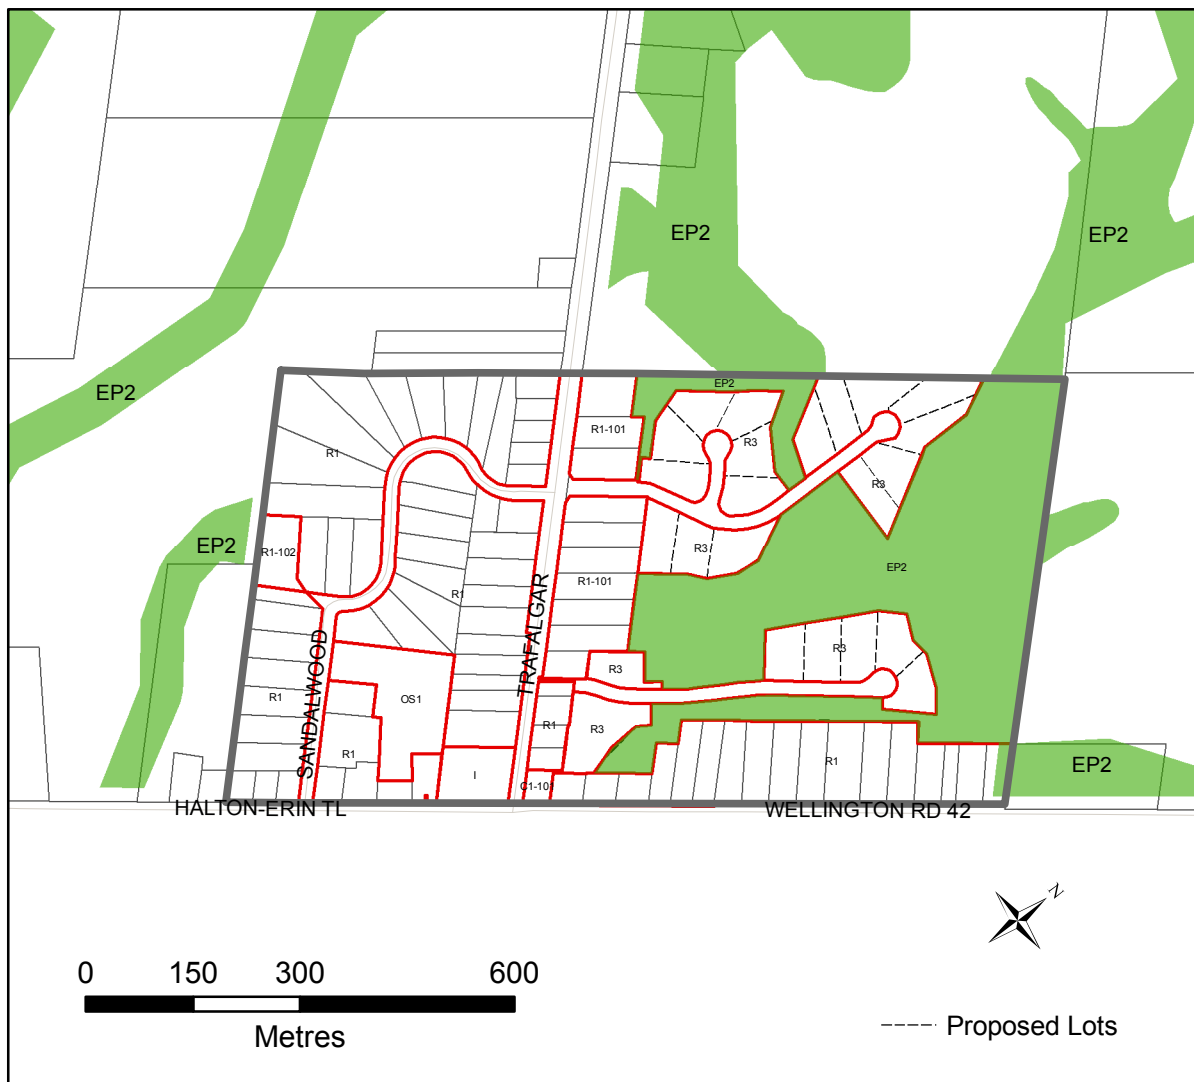 EP2
EP2
EP2
EP2
EP2
R1-101
R3
R1
R3
R1-102
R3
EP2
R1-101
R1
TRAFALGAR
SANDALWOOD
R3
R3
R1
OS1
R1
R3
R1
R1
I
C1-101
EP2
EP2
HALTON-ERIN TL
WELLINGTON RD 42
N
0 150 300 600
Metres
Proposed Lots